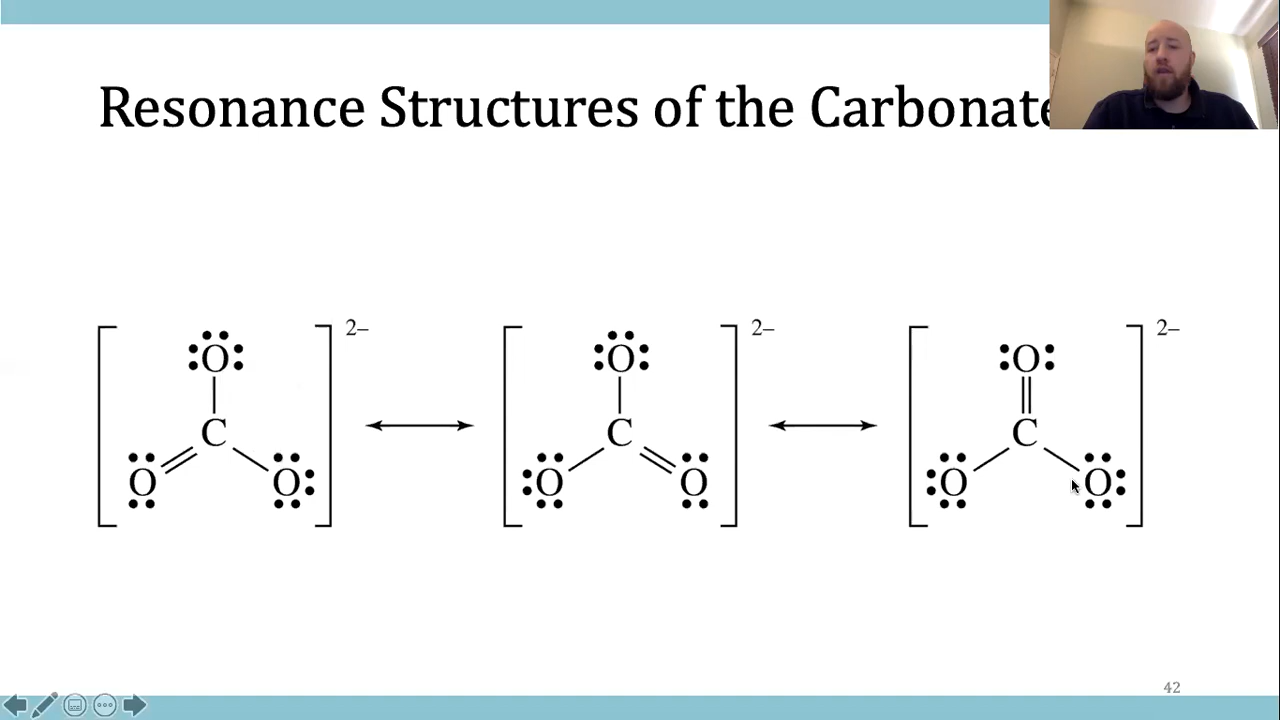 Resonance Structures of the Carbonate
2– 2– 2–
O O O
C C C
O O O O O O
42